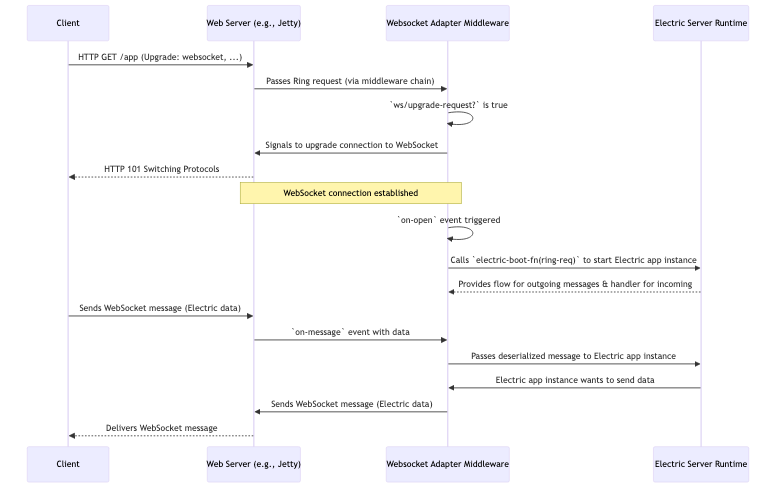 Client
Web Server (e.g., Jetty)
Websocket Adapter Middleware
Electric Server Runtime
HTTP GET /app (Upgrade: websocket, ...)
Passes Ring request (via middleware chain)
`ws/upgrade-request?` is true
Signals to upgrade connection to WebSocket
HTTP 101 Switching Protocols
WebSocket connection established
`on-open` event triggered
Calls `electric-boot-fn(ring-req)` to start Electric app instance
Provides flow for outgoing messages & handler for incoming
Sends WebSocket message (Electric data)
`on-message` event with data
Passes deserialized message to Electric app instance
Electric app instance wants to send data
Sends WebSocket message (Electric data)
Delivers WebSocket message
Client
Web Server (e.g., Jetty)
Websocket Adapter Middleware
Electric Server Runtime